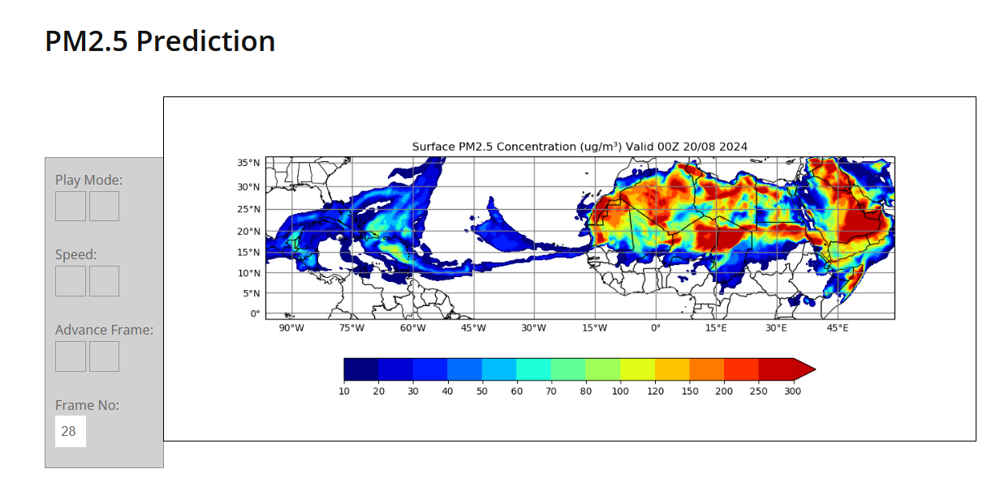 PM2.5 Prediction
Play Mode:
Speed:
Advance Frame:
Frame No:
28
Surface PM2.5 Concentration (ug/m³) Valid 00Z 20/08 2024
35°N
30°N
25°N
20°N
15°N
10°N
5°N
0°
90°W 75°W 60°W 45°W 30°W 15°W 0° 15°E 30°E 45°E
10 20 30 40 50 60 70 80 100 120 150 200 250 300